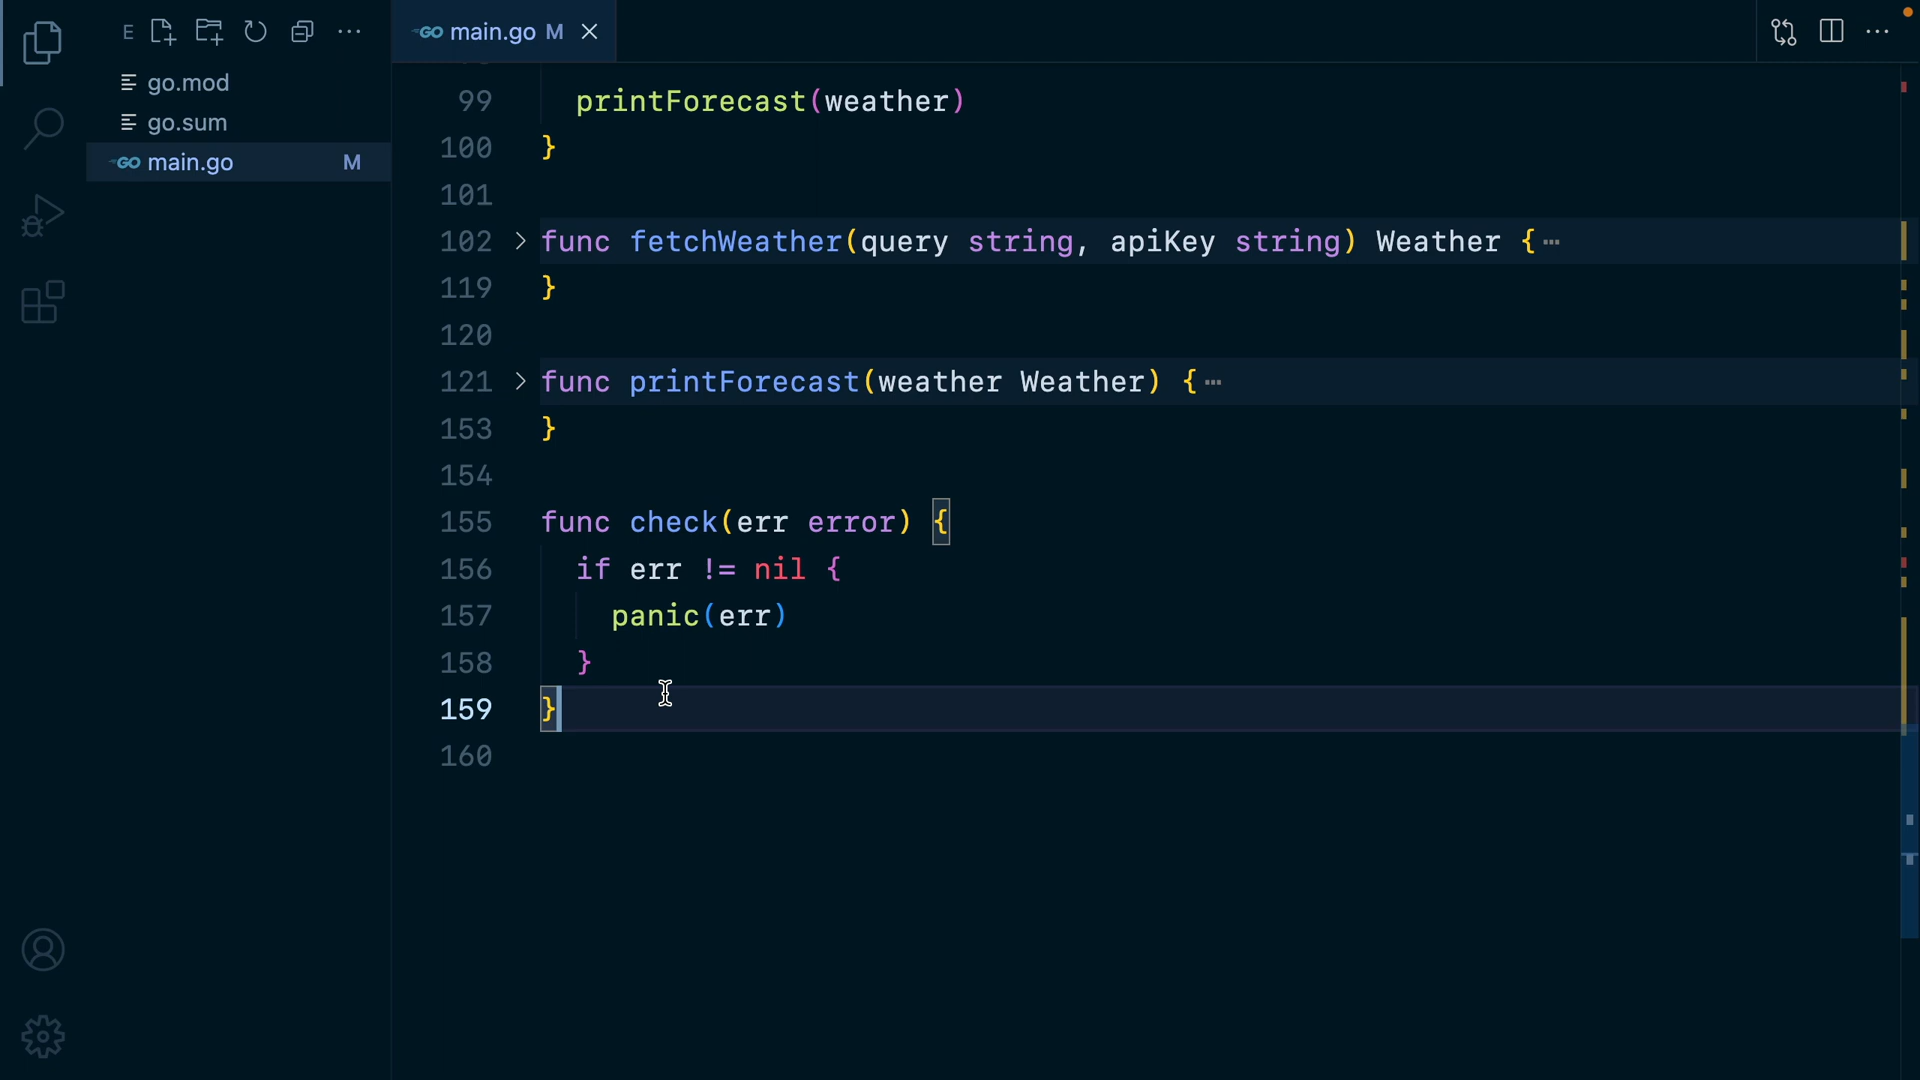 E
go.mod
go.sum
GO main.go M
GO main.go M
99 printForecast(weather)
100 }
101
102 func fetchWeather(query string, apiKey string) Weather {⋯
119 }
120
121 func printForecast(weather Weather) {⋯
153 }
154
155 func check(err error) {
156 if err != nil {
157 panic(err)
158 }
159 }
160